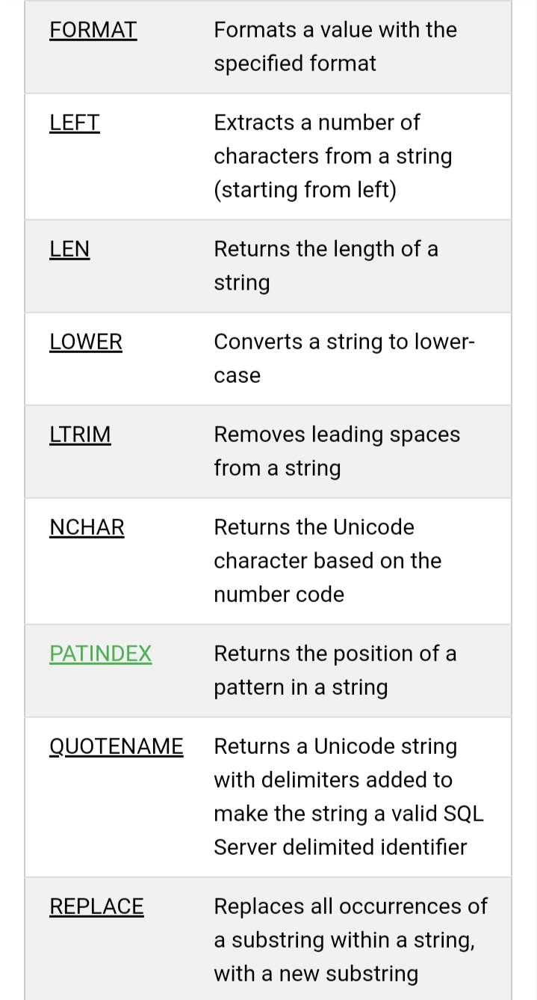 FORMAT Formats a value with the
specified format
LEFT Extracts a number of
characters from a string
(starting from left)
LEN Returns the length of a
string
LOWER Converts a string to lower-
case
LTRIM Removes leading spaces
from a string
NCHAR Returns the Unicode
character based on the
number code
PATINDEX Returns the position of a
pattern in a string
QUOTENAME Returns a Unicode string
with delimiters added to
make the string a valid SQL
Server delimited identifier
REPLACE Replaces all occurrences of
a substring within a string,
with a new substring